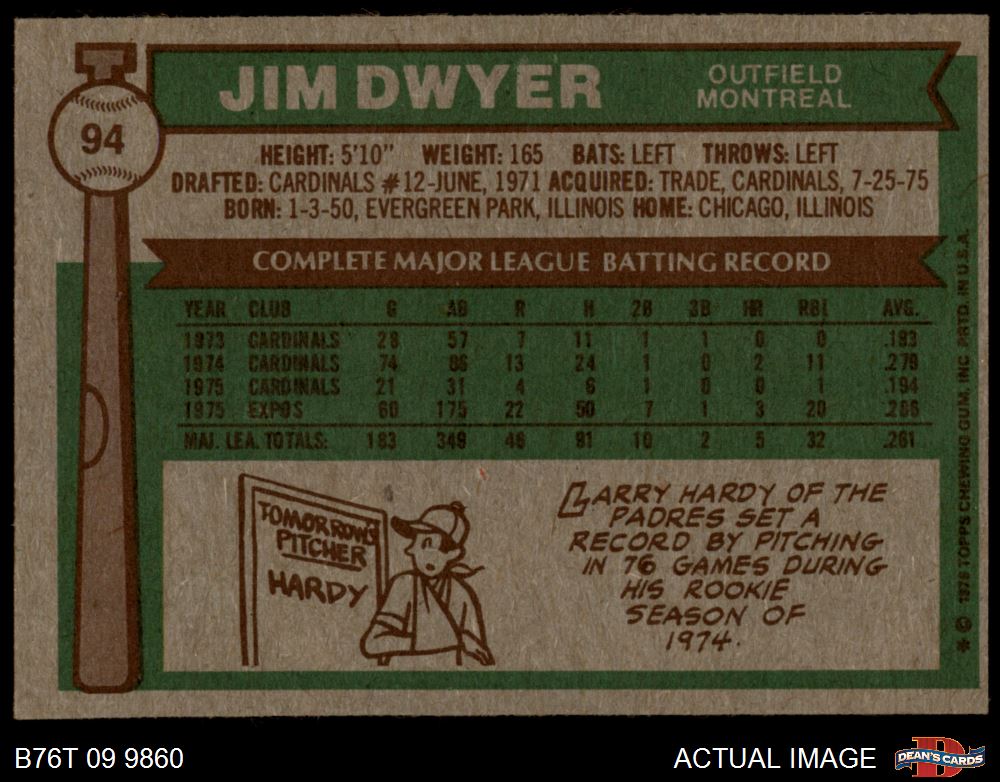 JIM DWYER
OUTFIELD
MONTREAL
94
HEIGHT: 5'10" WEIGHT: 165 BATS: LEFT THROWS: LEFT
DRAFTED: CARDINALS #12-JUNE, 1971 ACQUIRED: TRADE, CARDINALS, 7-25-75
BORN: 1-3-50, EVERGREEN PARK, ILLINOIS HOME: CHICAGO, ILLINOIS
COMPLETE MAJOR LEAGUE BATTING RECORD
YEAR CLUB G AB R H 2B 3B HR RBI AVG.
1973 CARDINALS 28 57 7 11 1 1 0 0 .193
1974 CARDINALS 74 86 13 24 1 0 2 11 .279
1975 CARDINALS 21 31 4 6 1 0 0 1 .194
1975 EXPOS 60 175 22 50 7 1 3 20 .286
MAJ. LEA. TOTALS: 183 349 46 91 10 2 5 32 .261
TOMORROW'S
PITCHER
HARDY
LARRY HARDY OF THE
PADRES SET A
RECORD BY PITCHING
IN 76 GAMES DURING
HIS ROOKIE
SEASON OF
1974.
* © 1976 TOPPS CHEWING GUM, INC PRTD. IN U.S.A.
B76T 09 9860
ACTUAL IMAGE
D
DEAN'S CARDS